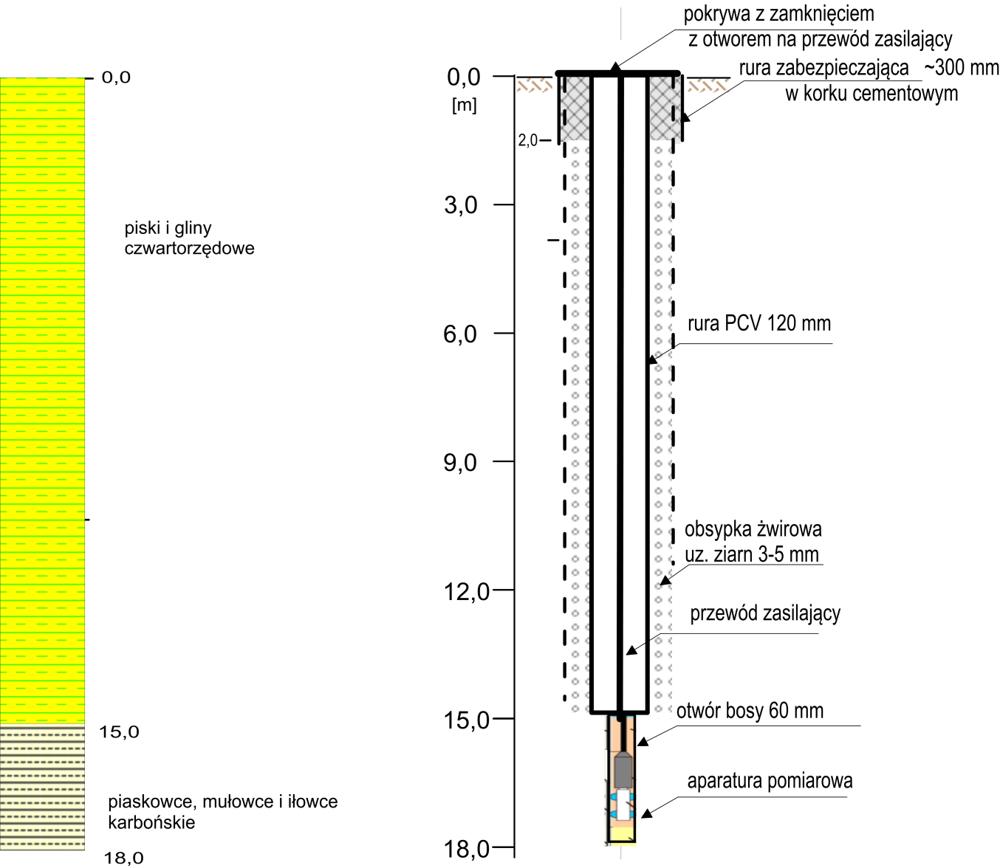 pokrywa z zamknięciem
z otworem na przewód zasilający
rura zabezpieczająca ~300 mm
w korku cementowym
0,0
0,0
[m]
2,0
3,0
piski i gliny
czwartorzędowe
rura PCV 120 mm
6,0
9,0
obsypka żwirowa
uz. ziarn 3-5 mm
12,0
przewód zasilający
otwór bosy 60 mm
15,0
15,0
aparatura pomiarowa
piaskowce, mułowce i iłowce
karbońskie
18,0
18,0